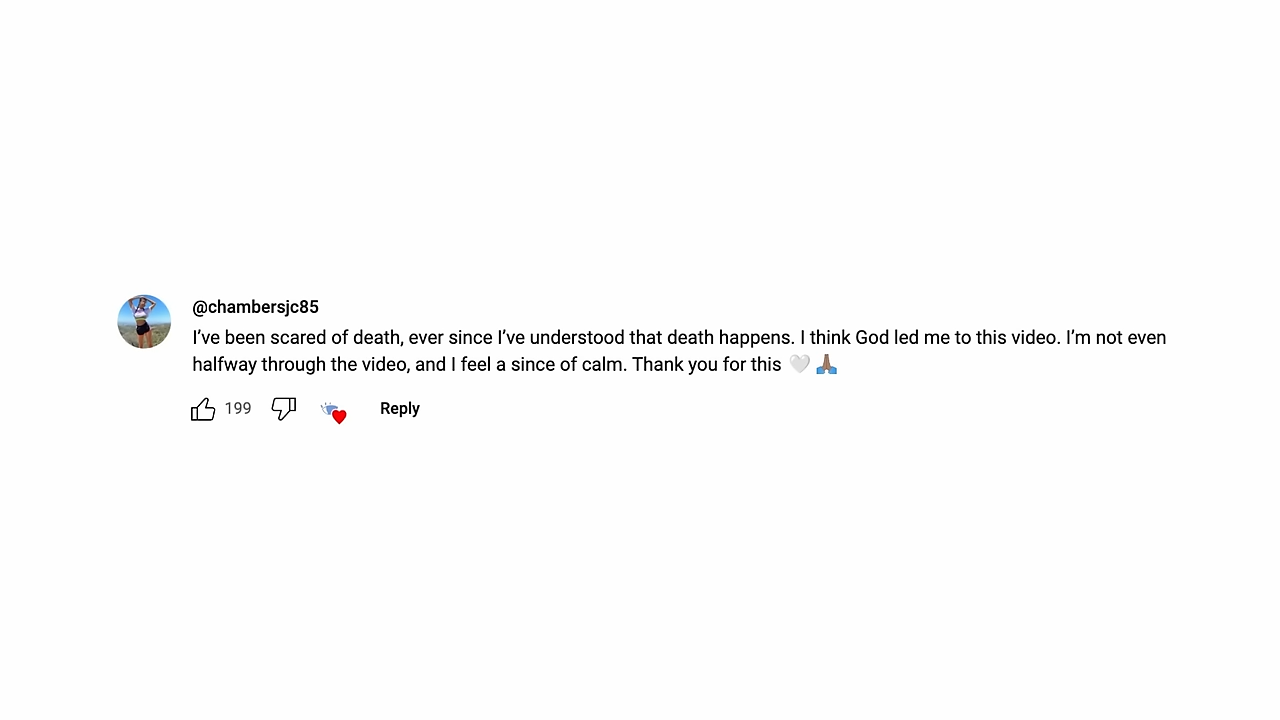 @chambersjc85
I’ve been scared of death, ever since I’ve understood that death happens. I think God led me to this video. I’m not even
halfway through the video, and I feel a since of calm. Thank you for this 🤍 🙏🏽
199
Reply